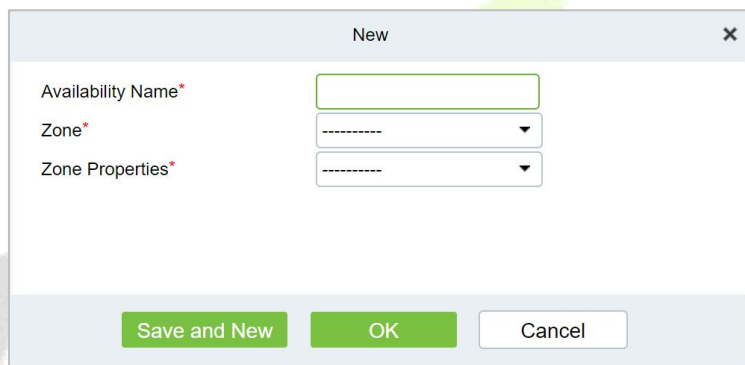 New
Availability Name*
Zone* ----------
Zone Properties* ----------
Save and New OK Cancel